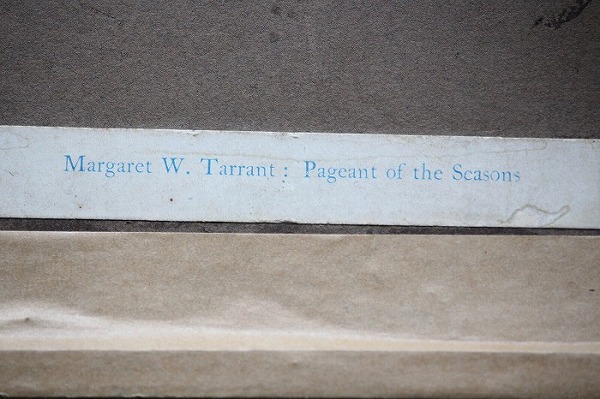 Margaret W. Tarrant : Pageant of the Seasons